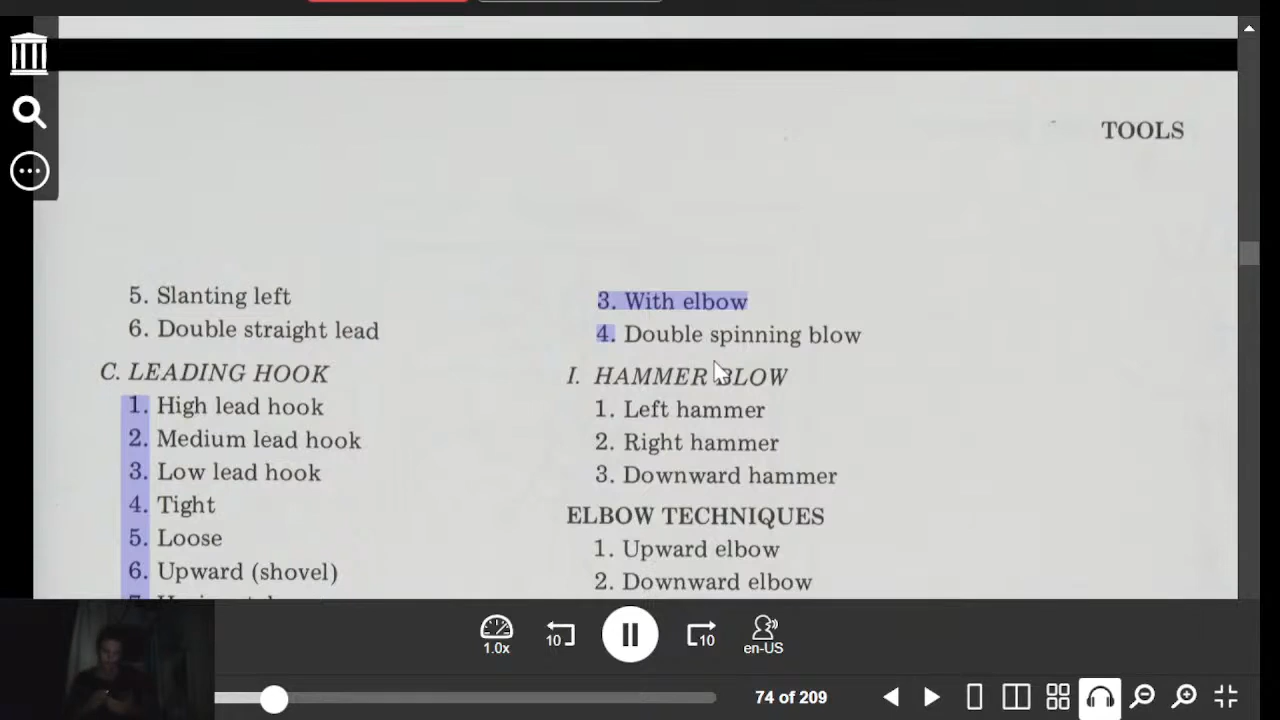 TOOLS
5. Slanting left
6. Double straight lead
C. LEADING HOOK
1. High lead hook
2. Medium lead hook
3. Low lead hook
4. Tight
5. Loose
6. Upward (shovel)
3. With elbow
4. Double spinning blow
I. HAMMER BLOW
1. Left hammer
2. Right hammer
3. Downward hammer
ELBOW TECHNIQUES
1. Upward elbow
2. Downward elbow
1.0x
10
10
en-US
74 of 209